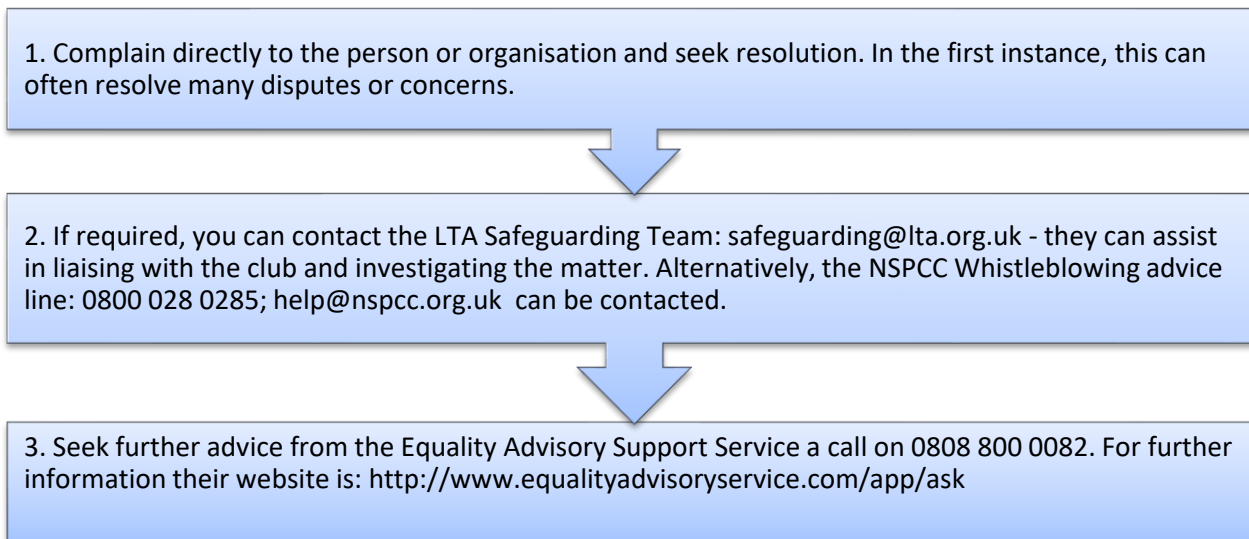 1. Complain directly to the person or organisation and seek resolution. In the first instance, this can
often resolve many disputes or concerns.
2. If required, you can contact the LTA Safeguarding Team: safeguarding@lta.org.uk - they can assist
in liaising with the club and investigating the matter. Alternatively, the NSPCC Whistleblowing advice
line: 0800 028 0285; help@nspcc.org.uk  can be contacted.
3. Seek further advice from the Equality Advisory Support Service a call on 0808 800 0082. For further
information their website is: http://www.equalityadvisoryservice.com/app/ask